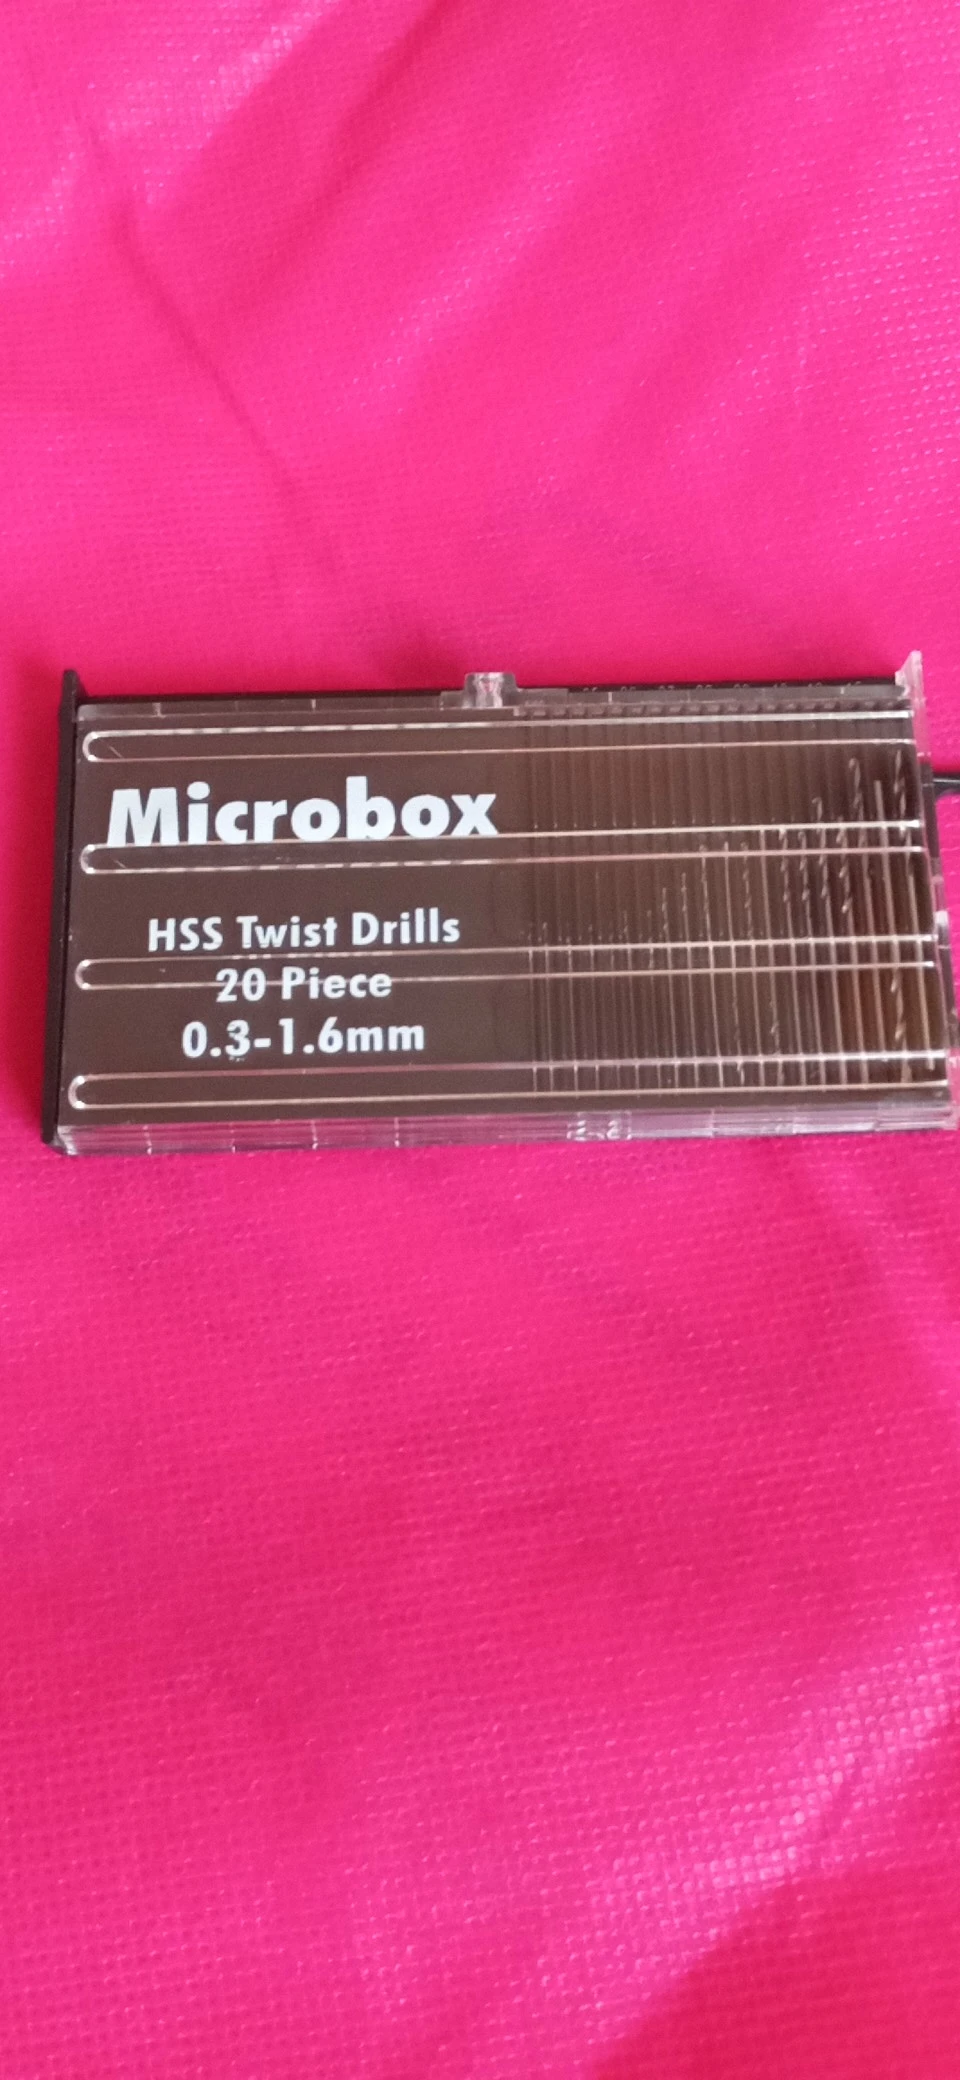 Microbox
HSS Twist Drills
20 Piece
0.3-1.6mm